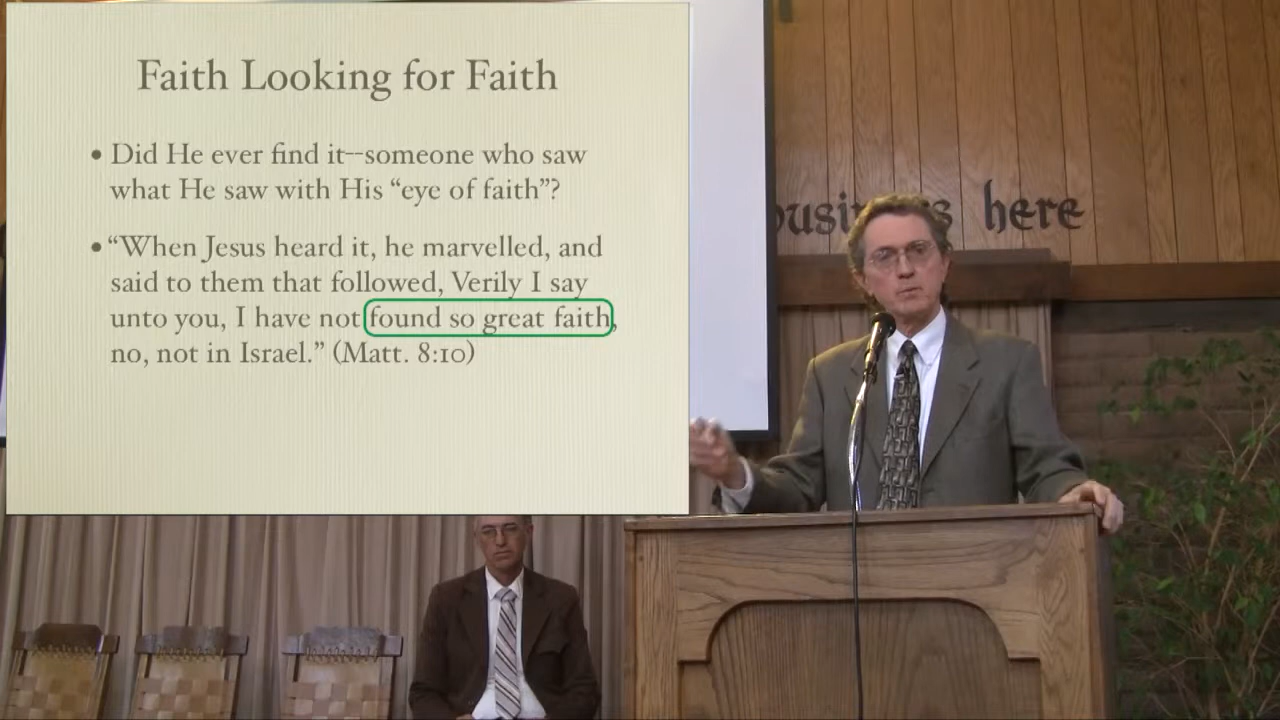 Faith Looking for Faith
• Did He ever find it--someone who saw
what He saw with His “eye of faith”?
• “When Jesus heard it, he marvelled, and
said to them that followed, Verily I say
unto you, I have not found so great faith,
no, not in Israel.” (Matt. 8:10)
here